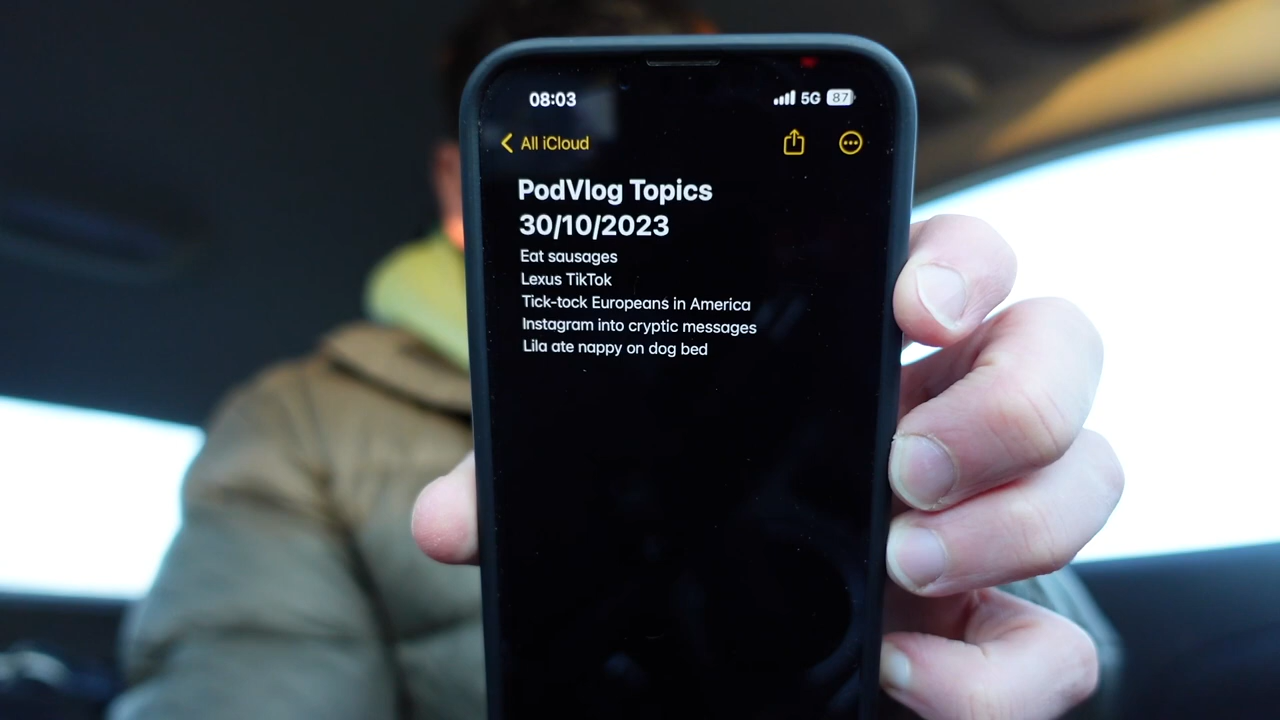 08:03 5G 87
All iCloud
PodVlog Topics
30/10/2023
Eat sausages
Lexus TikTok
Tick-tock Europeans in America
Instagram into cryptic messages
Lila ate nappy on dog bed